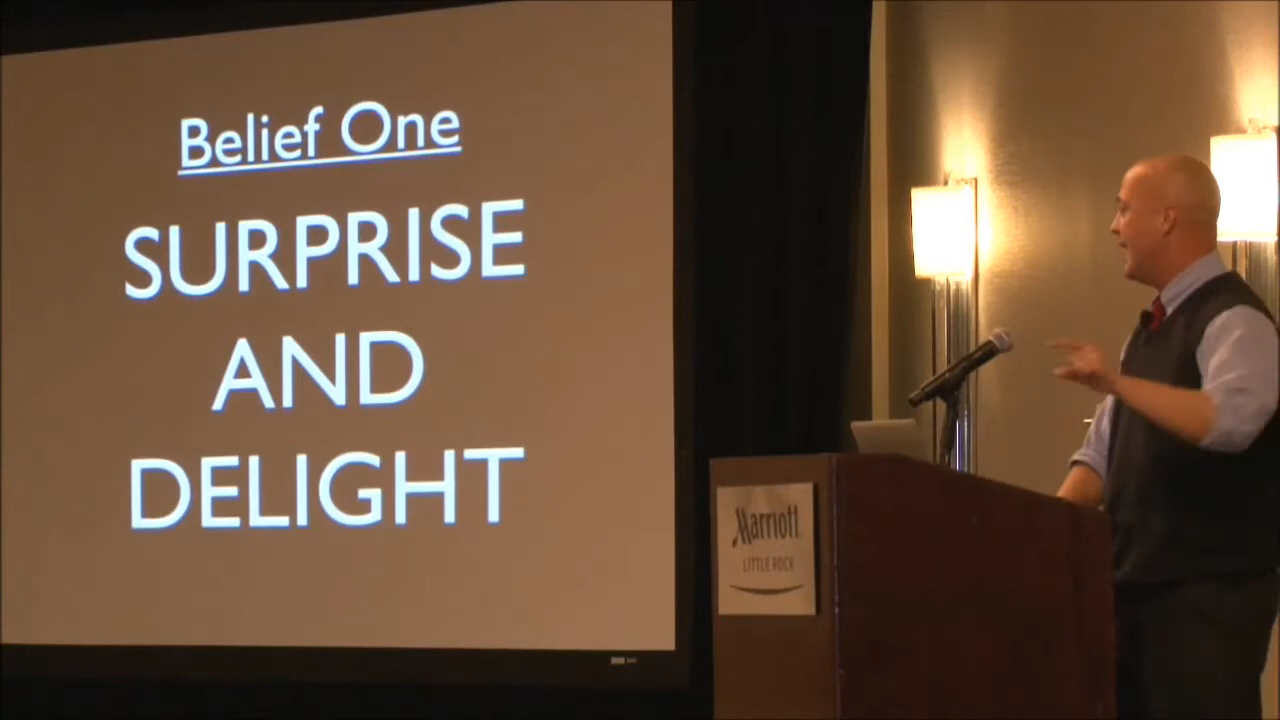 Belief One
SURPRISE
AND
DELIGHT
Marriott
LITTLE ROCK